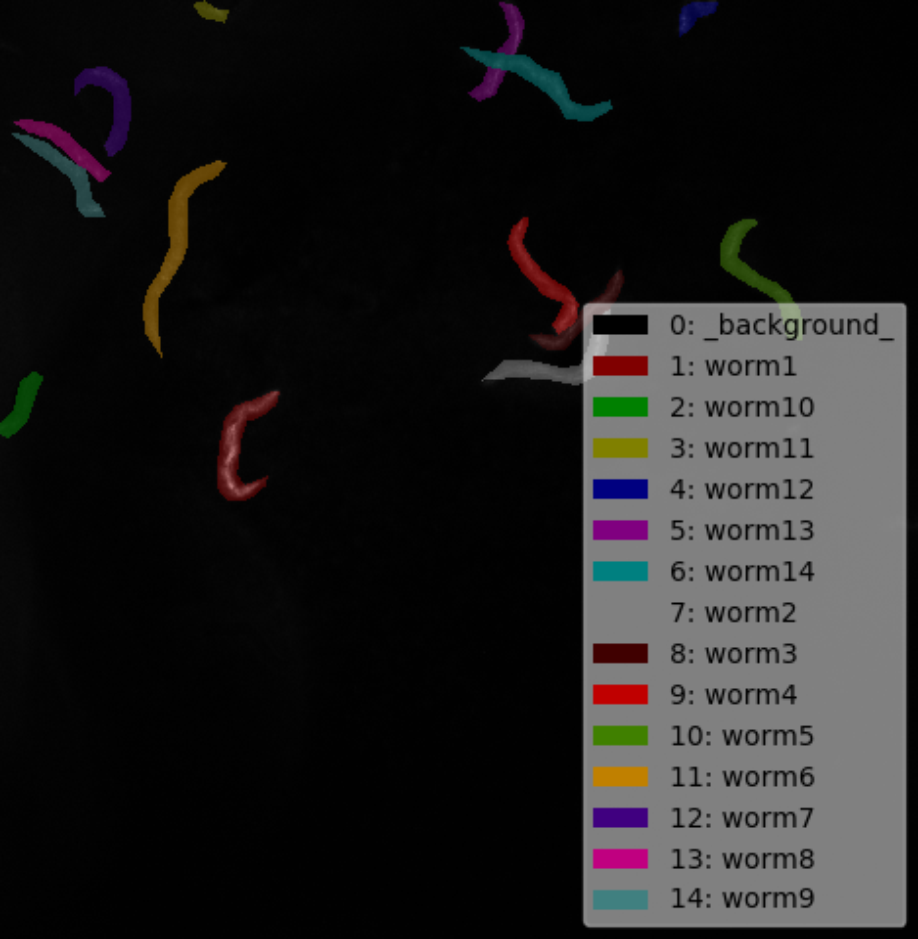 0: _background_
1: worm1
2: worm10
3: worm11
4: worm12
5: worm13
6: worm14
7: worm2
8: worm3
9: worm4
10: worm5
11: worm6
12: worm7
13: worm8
14: worm9